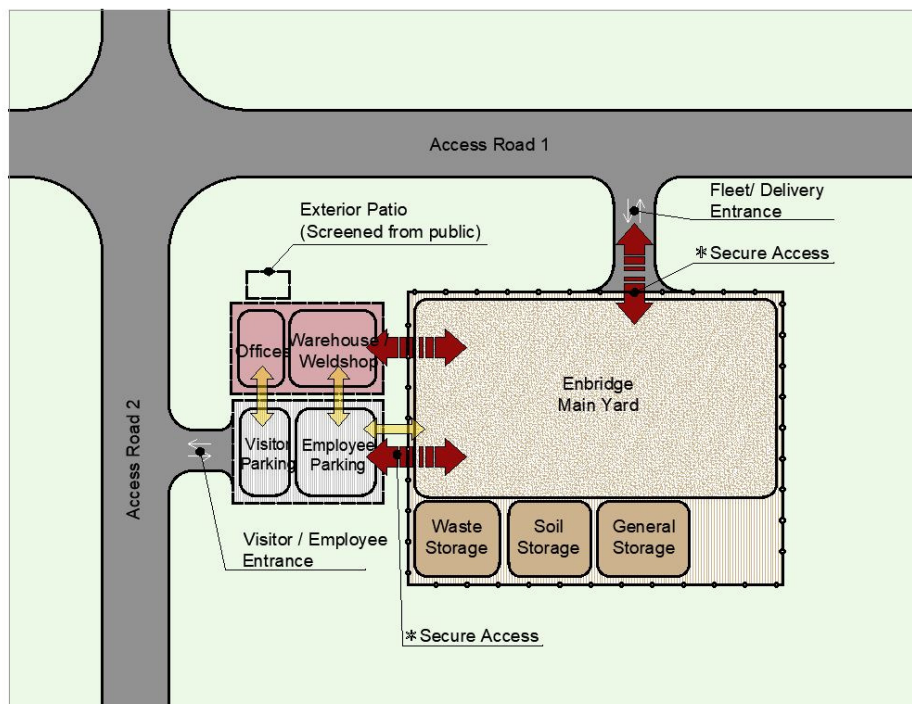 Access Road 1
Fleet/ Delivery
Entrance
Exterior Patio
(Screened from public)
*Secure Access
Offices
Warehouse /
Weldshop
Enbridge
Main Yard
Visitor
Parking
Employee
Parking
Access Road 2
Waste
Storage
Soil
Storage
General
Storage
Visitor / Employee
Entrance
*Secure Access